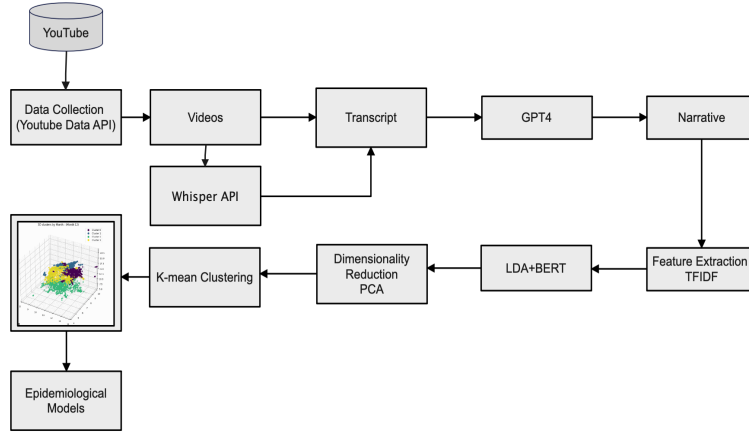 YouTube
Data Collection
(Youtube Data API)
Videos
Transcript
GPT4
Narrative
Whisper API
K-mean Clustering
Dimensionality
Reduction
PCA
LDA+BERT
Feature Extraction
TFIDF
Epidemiological
Models